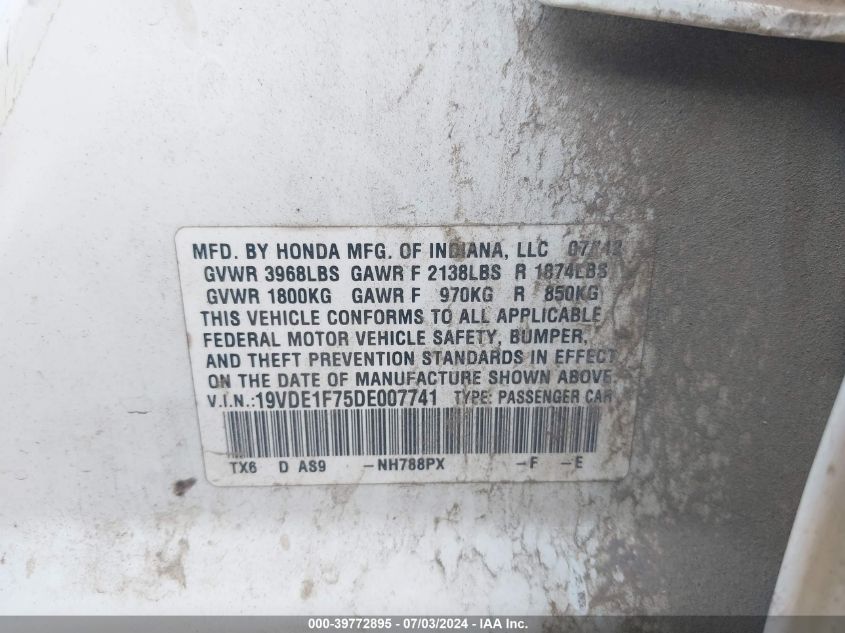 MFD. BY HONDA MFG. OF INDIANA, LLC
GVWR 3968LBS GAWR F 2138LBS R 1874LBS
GVWR 1800KG GAWR F 970KG R 850KG
THIS VEHICLE CONFORMS TO ALL APPLICABLE
FEDERAL MOTOR VEHICLE SAFETY, BUMPER,
AND THEFT PREVENTION STANDARDS IN EFFECT
ON THE DATE OF MANUFACTURE SHOWN ABOVE.
V.I.N.:19VDE1F75DE007741 TYPE: PASSENGER CAR
TX6 D AS9 -NH788PX -F -E
000-39772895 - 07/03/2024 - IAA Inc.